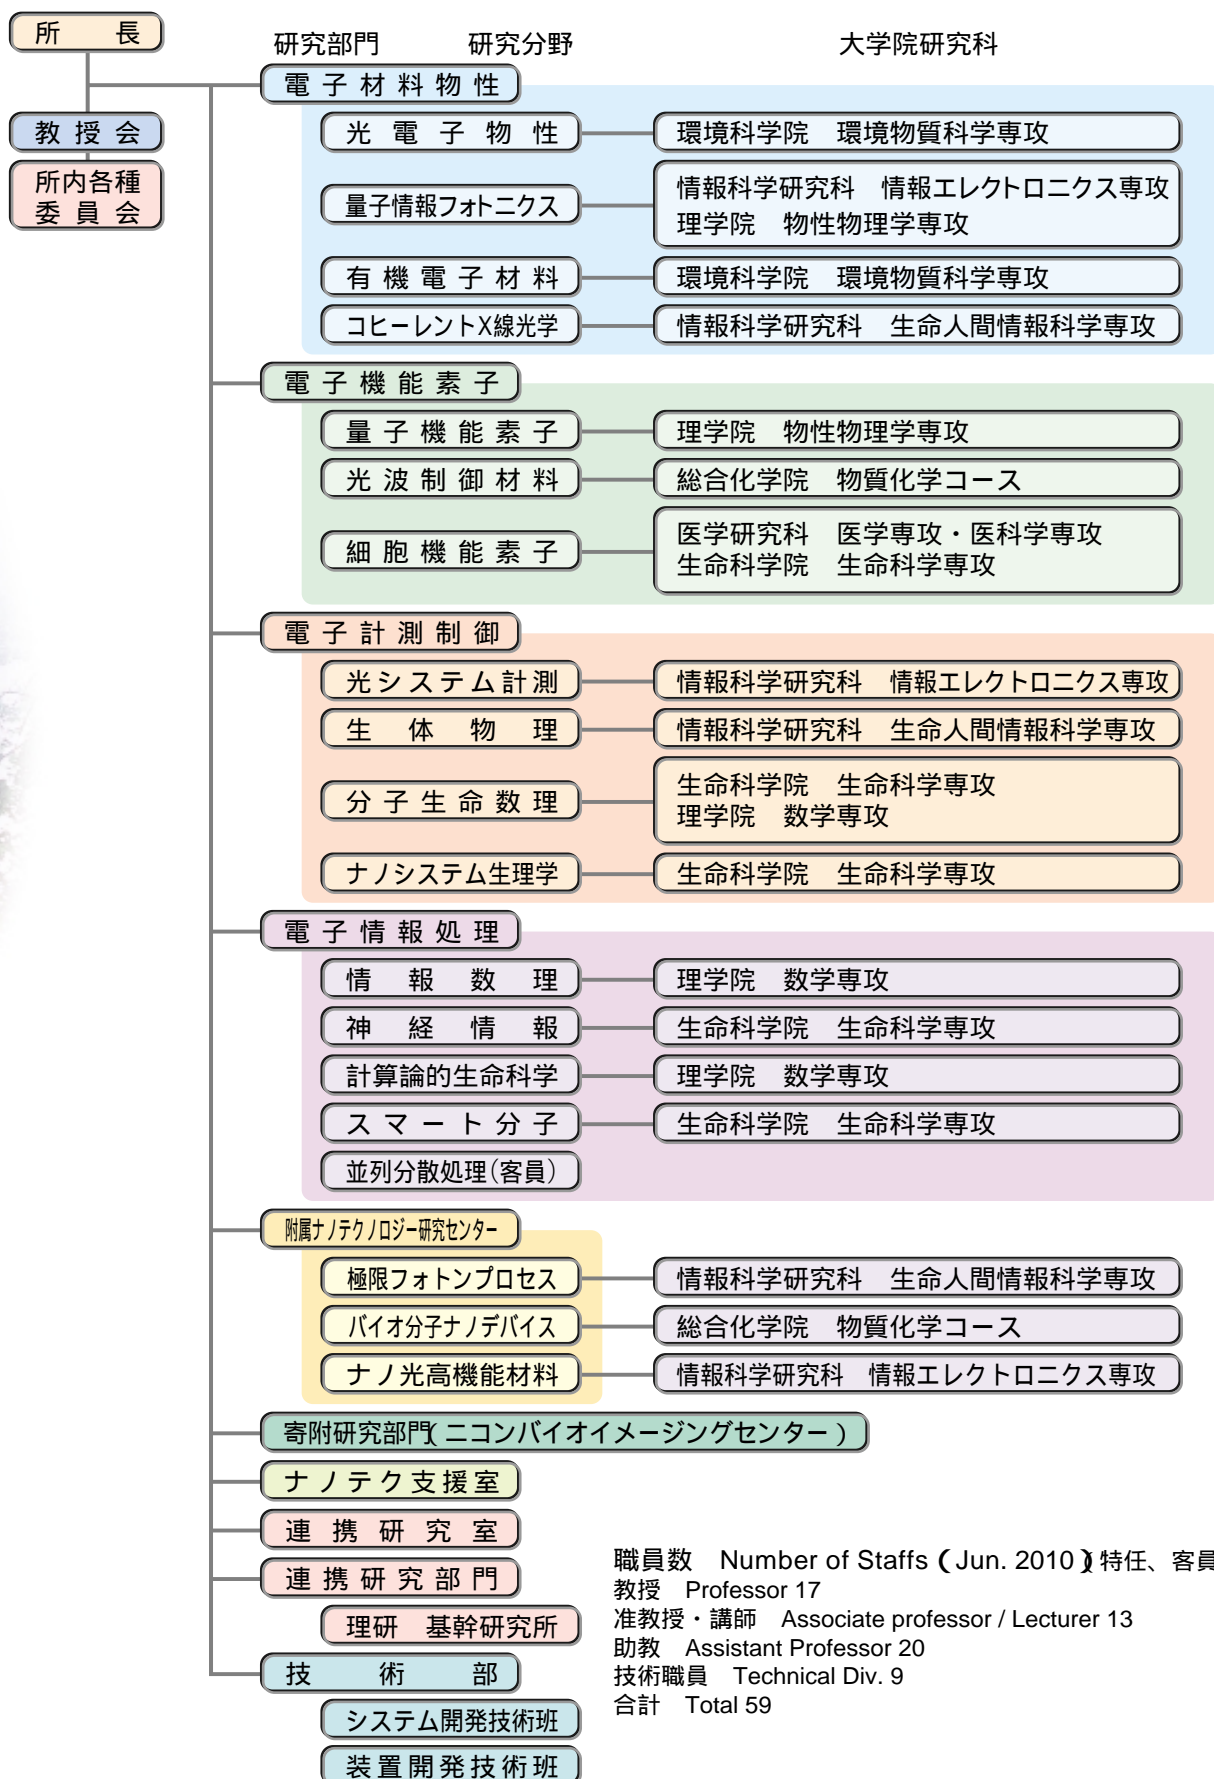 所長
教授会
所内各種
委員会
研究部門 研究分野 大学院研究科
電子材料物性
光電子物性 環境科学院 環境物質科学専攻
量子情報フォトニクス 情報科学研究科 情報エレクトロニクス専攻
理学院 物性物理学専攻
有機電子材料 環境科学院 環境物質科学専攻
コヒーレントX線光学 情報科学研究科 生命人間情報科学専攻
電子機能素子
量子機能素子 理学院 物性物理学専攻
光波制御材料 総合化学院 物質化学コース
細胞機能素子 医学研究科 医学専攻・医科学専攻
生命科学院 生命科学専攻
電子計測制御
光システム計測 情報科学研究科 情報エレクトロニクス専攻
生体物理 情報科学研究科 生命人間情報科学専攻
分子生命数理 生命科学院 生命科学専攻
理学院 数学専攻
ナノシステム生理学 生命科学院 生命科学専攻
電子情報処理
情報数理 理学院 数学専攻
神経情報 生命科学院 生命科学専攻
計算論的生命科学 理学院 数学専攻
スマート分子 生命科学院 生命科学専攻
並列分散処理(客員)
附属ナノテクノロジー研究センター
極限フォトンプロセス 情報科学研究科 生命人間情報科学専攻
バイオ分子ナノデバイス 総合化学院 物質化学コース
ナノ光高機能材料 情報科学研究科 情報エレクトロニクス専攻
寄附研究部門(ニコンバイオイメージングセンター)
ナノテク支援室
連携研究室
連携研究部門
理研 基幹研究所
技術部
システム開発技術班
装置開発技術班
職員数 Number of Staffs (Jun. 2010) 特任、客員
教授 Professor 17
准教授・講師 Associate professor / Lecturer 13
助教 Assistant Professor 20
技術職員 Technical Div. 9
合計 Total 59